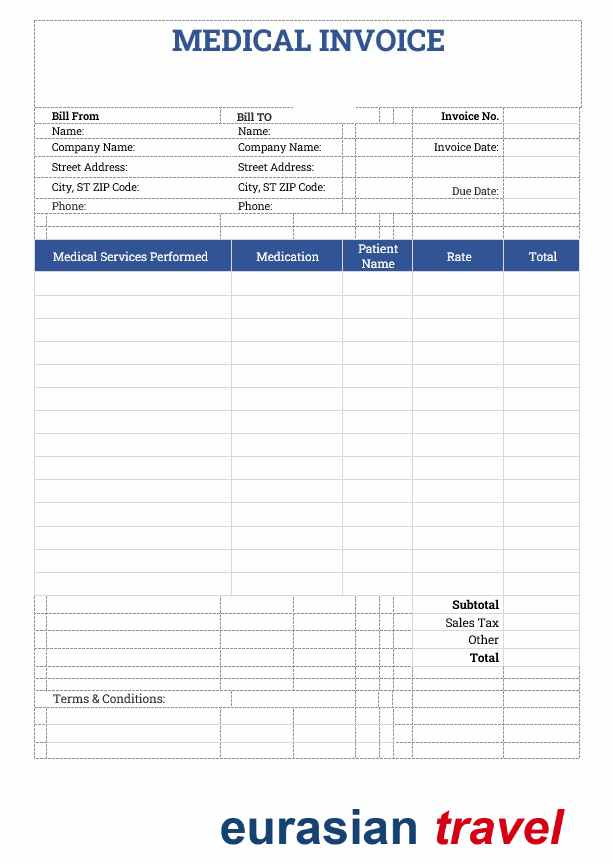 MEDICAL INVOICE
Bill From Bill TO Invoice No.
Name: Name:
Company Name: Company Name: Invoice Date:
Street Address: Street Address:
City, ST ZIP Code: City, ST ZIP Code: Due Date:
Phone: Phone:
Medical Services Performed Medication Patient Name Rate Total
Subtotal
Sales Tax
Other
Total
Terms & Conditions:
eurasian travel